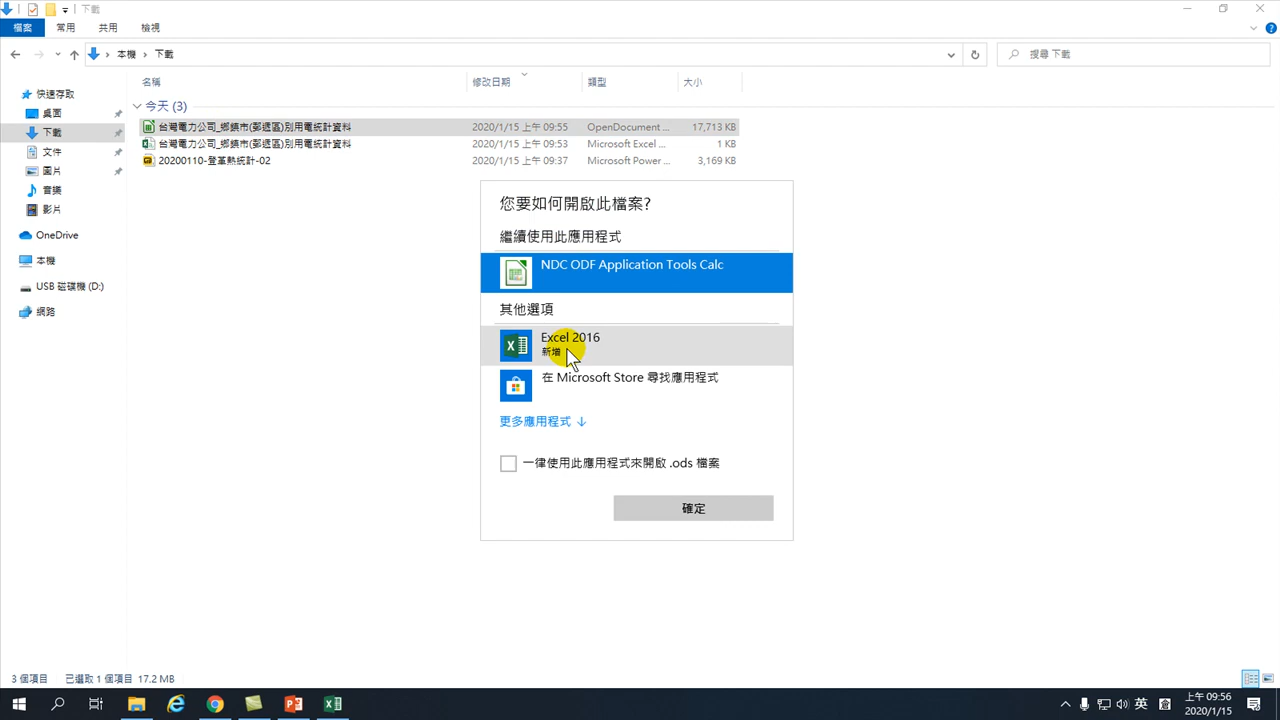 下載
檔案 常用 共用 檢視
本機 下載
搜尋 下載
名稱 修改日期 類型 大小
今天 (3)
台灣電力公司_鄉鎮市(郵遞區)別用電統計資料 2020/1/15 上午 09:55 OpenDocument ... 17,713 KB
台灣電力公司_鄉鎮市(郵遞區)別用電統計資料 2020/1/15 上午 09:53 Microsoft Excel ... 1 KB
20200110-登革熱統計-02 2020/1/15 上午 09:37 Microsoft Power ... 3,169 KB
快速存取
桌面
下載
文件
圖片
音樂
影片
OneDrive
本機
USB 磁碟機 (D:)
網路
您要如何開啟此檔案?
繼續使用此應用程式
NDC ODF Application Tools Calc
其他選項
Excel 2016
新增
在 Microsoft Store 尋找應用程式
更多應用程式
一律使用此應用程式來開啟 .ods 檔案
確定
3 個項目 已選取 1 個項目 17.2 MB
英
上午 09:56
2020/1/15